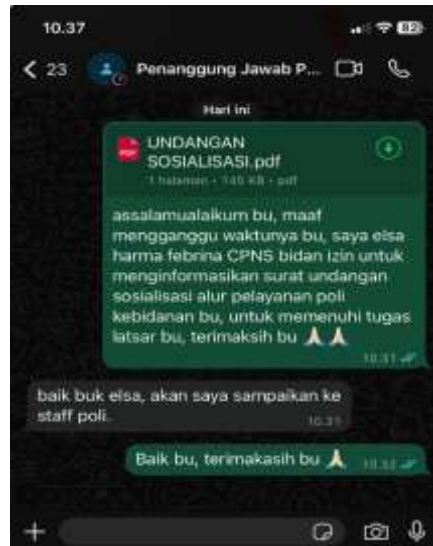 10.37
82
23 Penanggung Jawab P...
Hari ini
UNDANGAN
SOSIALISASI.pdf
1 halaman • 145 KB • pdf
assalamualaikum bu, maaf
mengganggu waktunya bu, saya elsa
harma febrina CPNS bidan izin untuk
menginformasikan surat undangan
sosialisasi alur pelayanan poli
kebidanan bu, untuk memenuhi tugas
latsar bu, terimaksih bu 🙏🙏
10.31
baik buk elsa, akan saya sampaikan ke
staff poli.
10.31
Baik bu, terimakasih bu 🙏
10.32